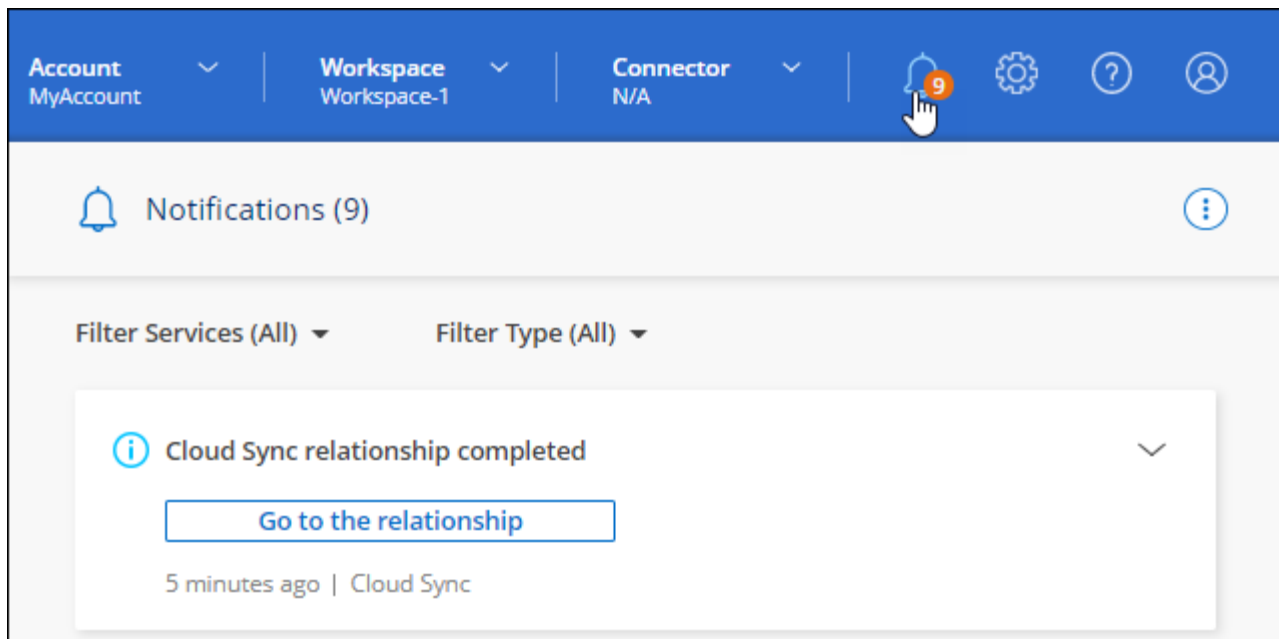 Account
MyAccount
Workspace
Workspace-1
Connector
N/A
9
?
Notifications (9)
Filter Services (All)
Filter Type (All)
i
Cloud Sync relationship completed
Go to the relationship
5 minutes ago | Cloud Sync